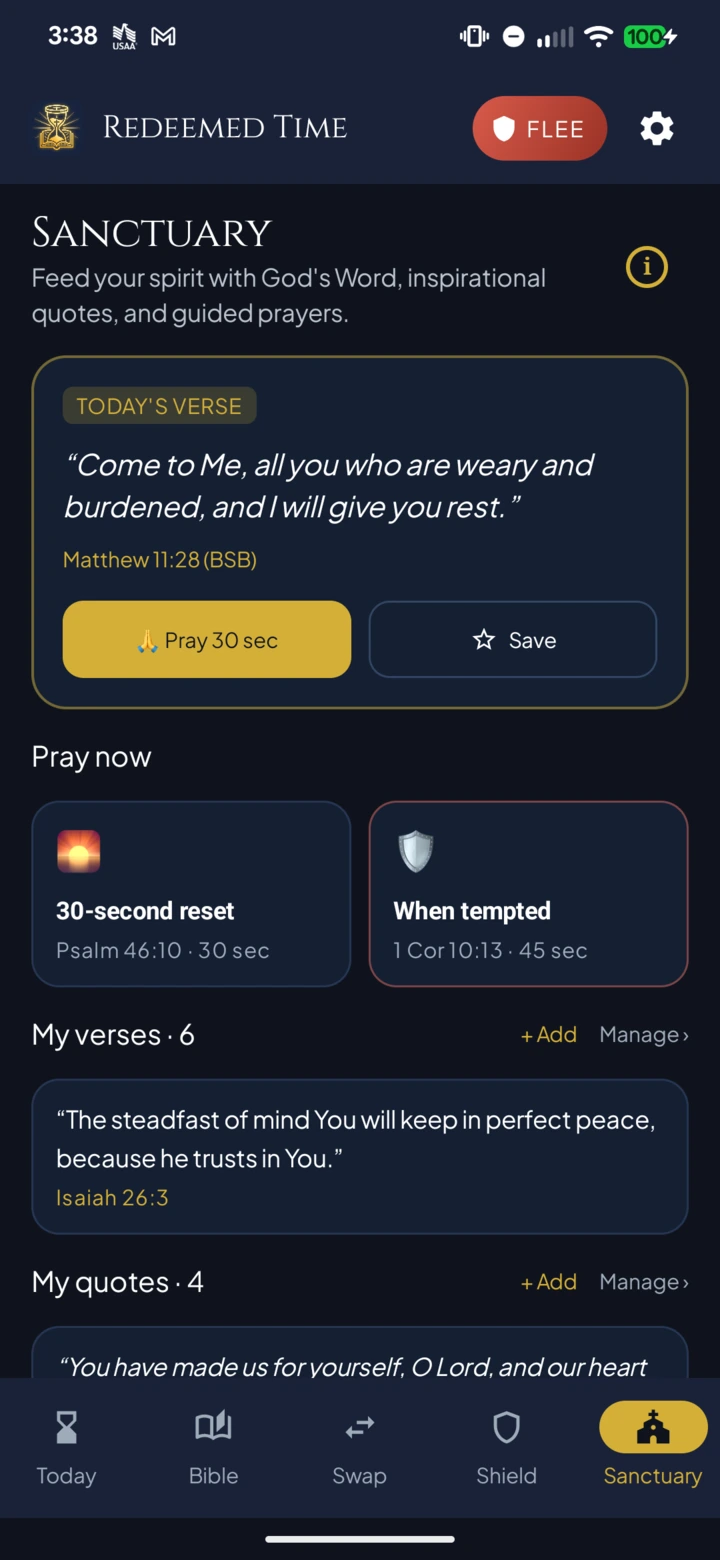 3:38
USAA
100
REDEEMED TIME
FLEE
SANCTUARY
i
Feed your spirit with God's Word, inspirational
quotes, and guided prayers.
TODAY'S VERSE
“Come to Me, all you who are weary and
burdened, and I will give you rest.”
Matthew 11:28 (BSB)
🙏 Pray 30 sec
Save
Pray now
30-second reset
Psalm 46:10 · 30 sec
When tempted
1 Cor 10:13 · 45 sec
My verses · 6
+ Add
Manage ›
“The steadfast of mind You will keep in perfect peace,
because he trusts in You.”
Isaiah 26:3
My quotes · 4
+ Add
Manage ›
“You have made us for yourself, O Lord, and our heart
Today
Bible
Swap
Shield
Sanctuary